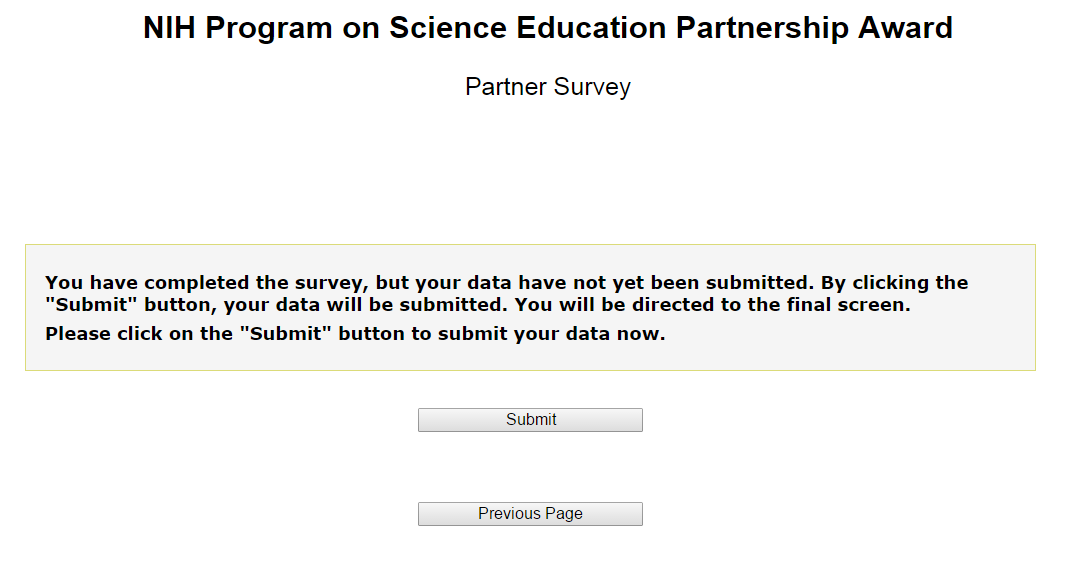 NIH Program on Science Education Partnership Award
Partner Survey
You have completed the survey, but your data have not yet been submitted. By clicking the
"Submit" button, your data will be submitted. You will be directed to the final screen.
Please click on the "Submit" button to submit your data now.
Submit
Previous Page